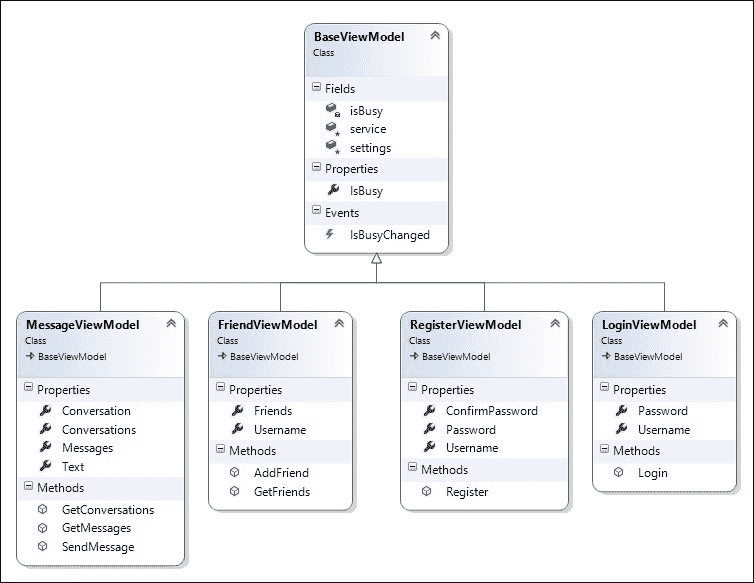 BaseViewModel
Class
Fields
isBusy
service
settings
Properties
IsBusy
Events
IsBusyChanged
MessageViewModel
Class
BaseViewModel
Properties
Conversation
Conversations
Messages
Text
Methods
GetConversations
GetMessages
SendMessage
FriendViewModel
Class
BaseViewModel
Properties
Friends
Username
Methods
AddFriend
GetFriends
RegisterViewModel
Class
BaseViewModel
Properties
ConfirmPassword
Password
Username
Methods
Register
LoginViewModel
Class
BaseViewModel
Properties
Password
Username
Methods
Login